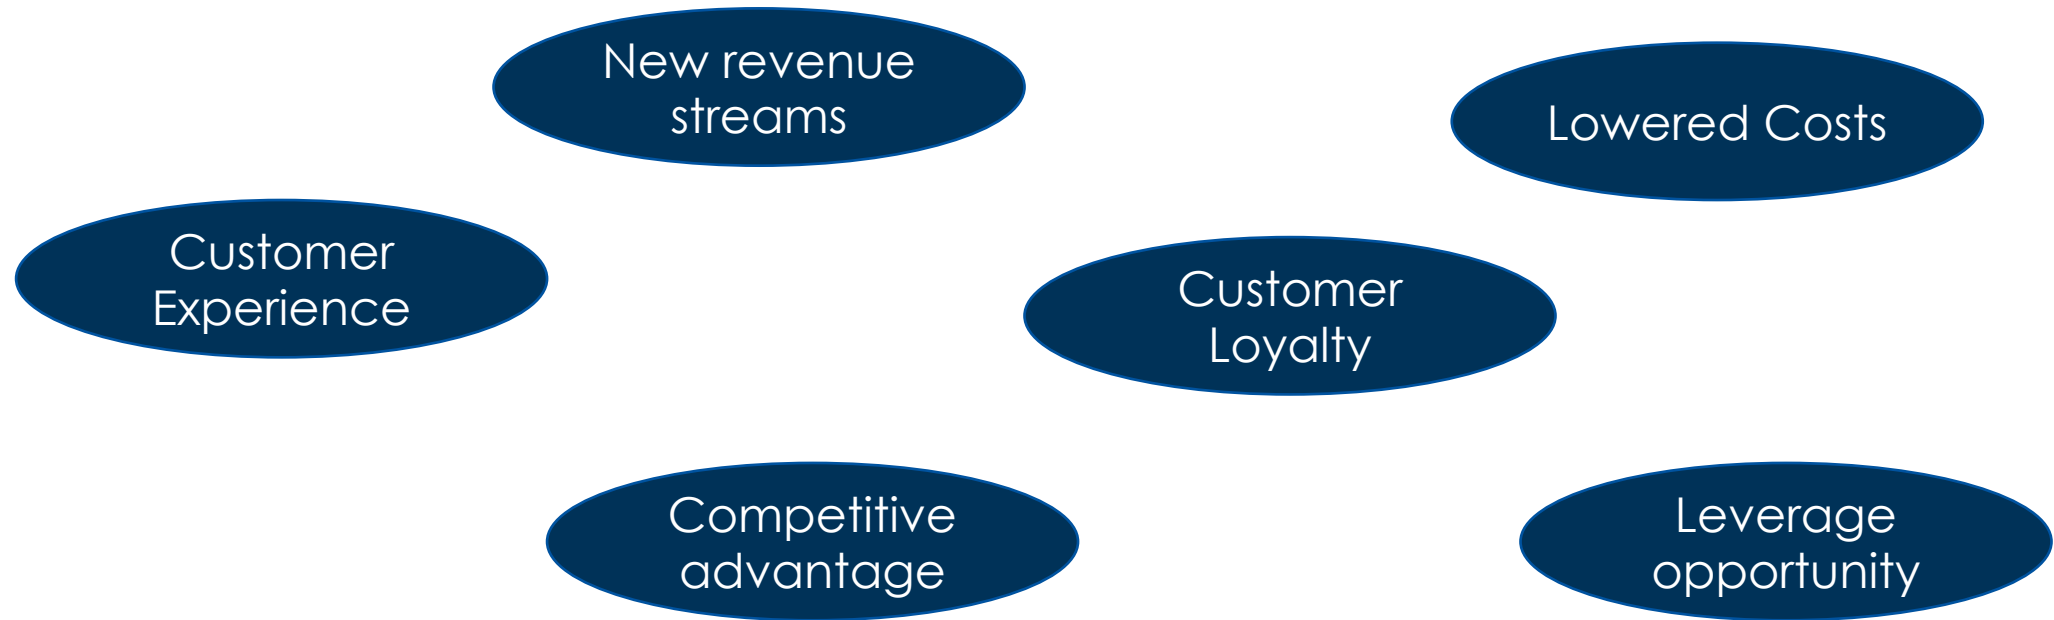 New revenue
streams
Lowered Costs
Customer
Experience
Customer
Loyalty
Competitive
advantage
Leverage
opportunity